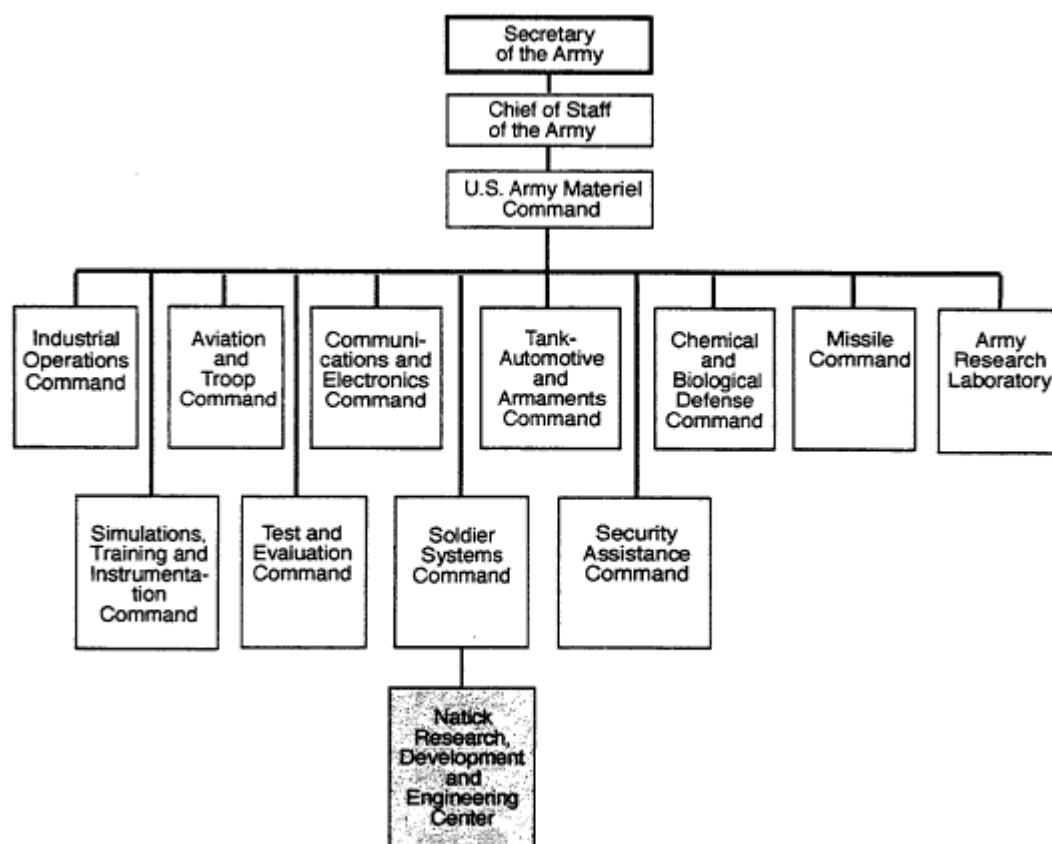 Secretary
of the Army
Chief of Staff
of the Army
U.S. Army Materiel
Command
Industrial
Operations
Command
Aviation
and
Troop
Command
Communi-
cations and
Electronics
Command
Tank-
Automotive
and
Armaments
Command
Chemical
and
Biological
Defense
Command
Missile
Command
Army
Research
Laboratory
Simulations,
Training and
Instrumenta-
tion
Command
Test and
Evaluation
Command
Soldier
Systems
Command
Security
Assistance
Command
Natick
Research,
Development
and
Engineering
Center